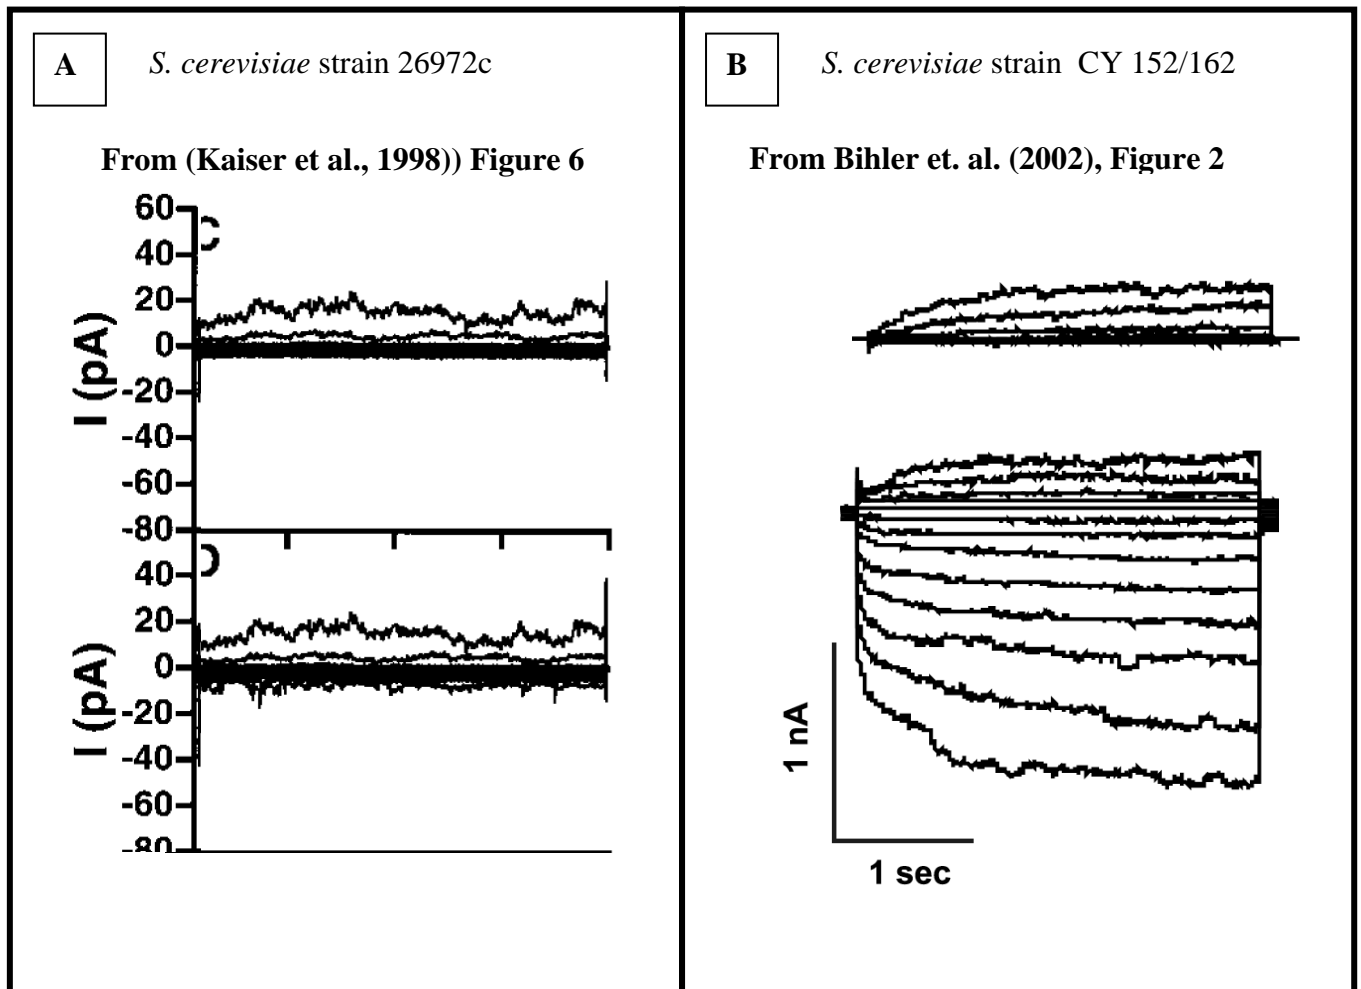 A
S. cerevisiae strain 26972c
From (Kaiser et al., 1998)) Figure 6
60
40
20
0
-20
-40
-60
-80
I (pA)
40
20
0
-20
-40
-60
-80
I (pA)
B
S. cerevisiae strain CY 152/162
From Bihler et. al. (2002), Figure 2
1 nA
1 sec